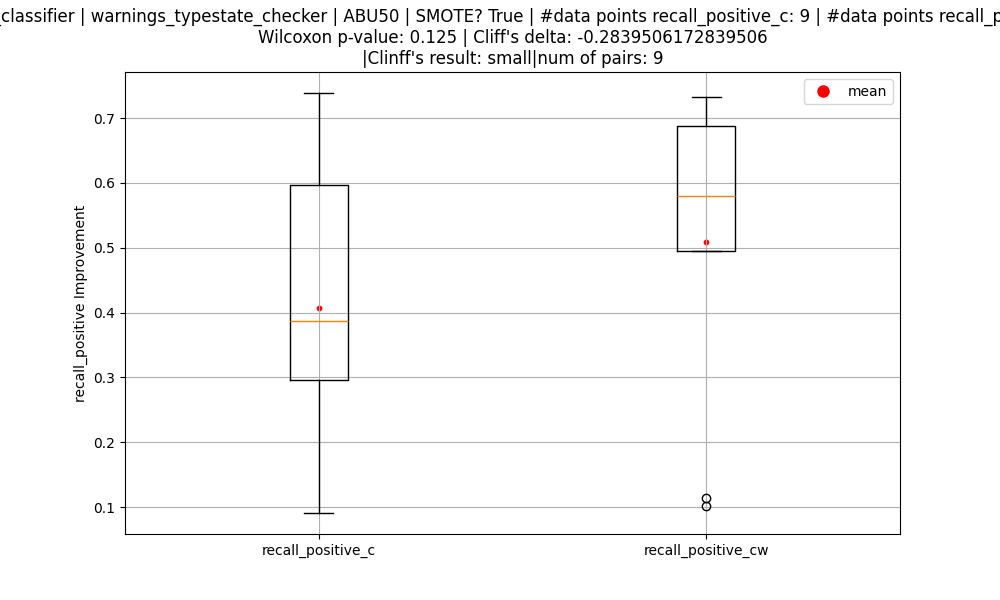 _classifier | warnings_typestate_checker | ABU50 | SMOTE? True | #data points recall_positive_c: 9 | #data points recall_p
Wilcoxon p-value: 0.125 | Cliff's delta: -0.2839506172839506
|Clinff's result: small|num of pairs: 9
mean
0.7
0.6
0.5
0.4
0.3
0.2
0.1
recall_positive Improvement
recall_positive_c
recall_positive_cw